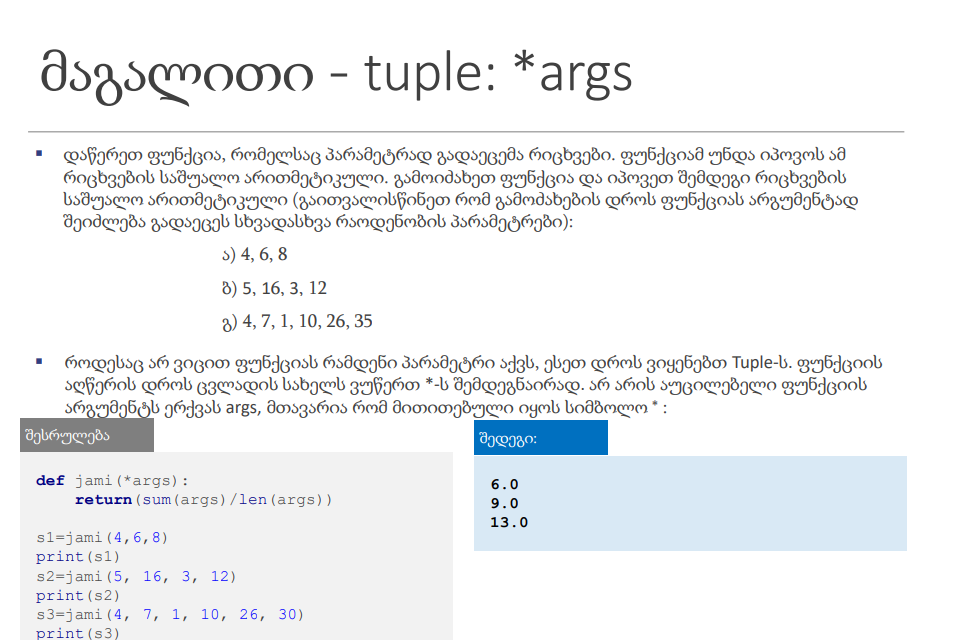 მაგალითი - tuple: *args
დაწერეთ ფუნქცია, რომელსაც პარამეტრად გადაეცემა რიცხვები. ფუნქციამ უნდა იპოვოს ამ
რიცხვების საშუალო არითმეტიკული. გამოიძახეთ ფუნქცია და იპოვეთ შემდეგი რიცხვების
საშუალო არითმეტიკული (გაითვალისწინეთ რომ გამოძახების დროს ფუნქციას არგუმენტად
შეიძლება გადაეცეს სხვადასხვა რაოდენობის პარამეტრები):
ა) 4, 6, 8
ბ) 5, 16, 3, 12
გ) 4, 7, 1, 10, 26, 35
როდესაც არ ვიცით ფუნქციას რამდენი პარამეტრი აქვს, ესეთ დროს ვიყენებთ Tuple-ს. ფუნქციის
აღწერის დროს ცვლადის სახელს ვუწერთ *-ს შემდეგნაირად. არ არის აუცილებელი ფუნქციის
არგუმენტს ერქვას args, მთავარია რომ მითითებული იყოს სიმბოლო * :
შესრულება
def jami(*args):
    return(sum(args)/len(args))
s1=jami(4,6,8)
print(s1)
s2=jami(5, 16, 3, 12)
print(s2)
s3=jami(4, 7, 1, 10, 26, 30)
print(s3)
შედეგი:
6.0
9.0
13.0